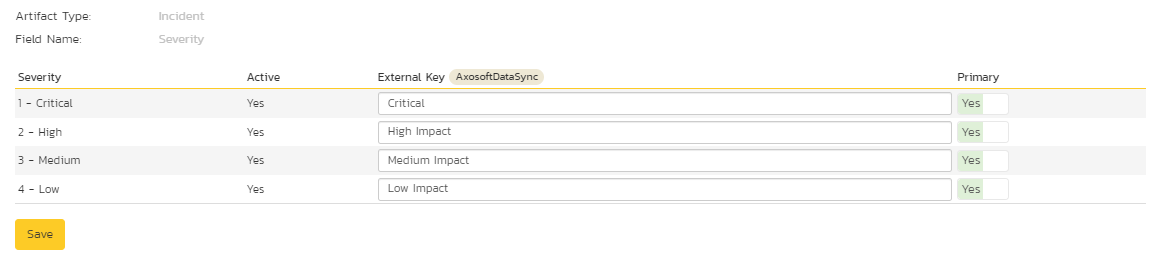 Artifact Type: Incident
Field Name: Severity
Severity Active External Key AxosoftDataSync Primary
1 - Critical Yes Critical Yes
2 - High Yes High Impact Yes
3 - Medium Yes Medium Impact Yes
4 - Low Yes Low Impact Yes
Save